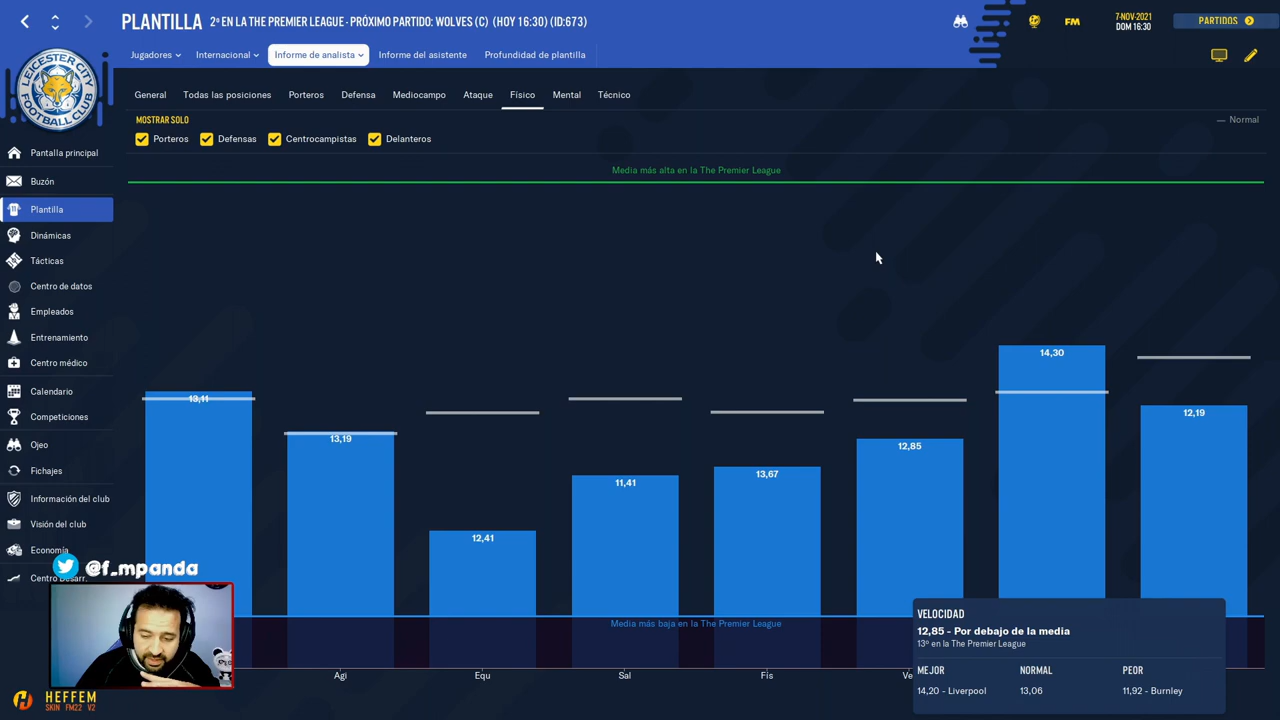 PLANTILLA 2º EN LA THE PREMIER LEAGUE · PRÓXIMO PARTIDO: WOLVES (C) (HOY 16:30) (ID:673)
FM
7-NOV-2021
DOM 16:30
PARTIDOS
LEICESTER CITY
FOOTBALL CLUB
Jugadores
Internacional
Informe de analista
Informe del asistente
Profundidad de plantilla
General
Todas las posiciones
Porteros
Defensa
Mediocampo
Ataque
Físico
Mental
Técnico
MOSTRAR SOLO
Normal
Porteros
Defensas
Centrocampistas
Delanteros
Pantalla principal
Buzón
Plantilla
Dinámicas
Tácticas
Centro de datos
Empleados
Entrenamiento
Centro médico
Calendario
Competiciones
Ojeo
Fichajes
Información del club
Visión del club
Economía
Centro Desarr.
Media más alta en la The Premier League
13,11
13,19
12,41
11,41
13,67
12,85
14,30
12,19
Media más baja en la The Premier League
Agi
Equ
Sal
Fís
Ve
VELOCIDAD
12,85 - Por debajo de la media
13º en la The Premier League
MEJOR
NORMAL
PEOR
14,20 - Liverpool
13,06
11,92 - Burnley
@f_mpanda
HEFFEM
SKIN FM22 V2